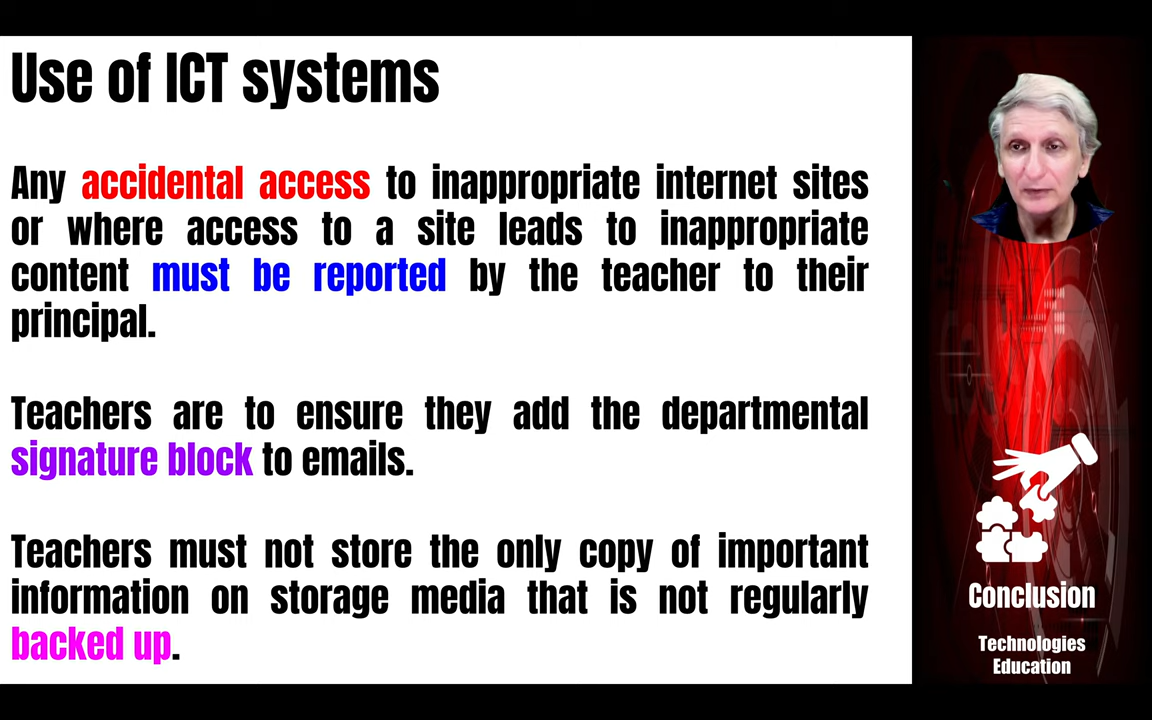 Use of ICT systems
Any accidental access to inappropriate internet sites
or where access to a site leads to inappropriate
content must be reported by the teacher to their
principal.
Teachers are to ensure they add the departmental
signature block to emails.
Teachers must not store the only copy of important
information on storage media that is not regularly
backed up.
Conclusion
Technologies
Education